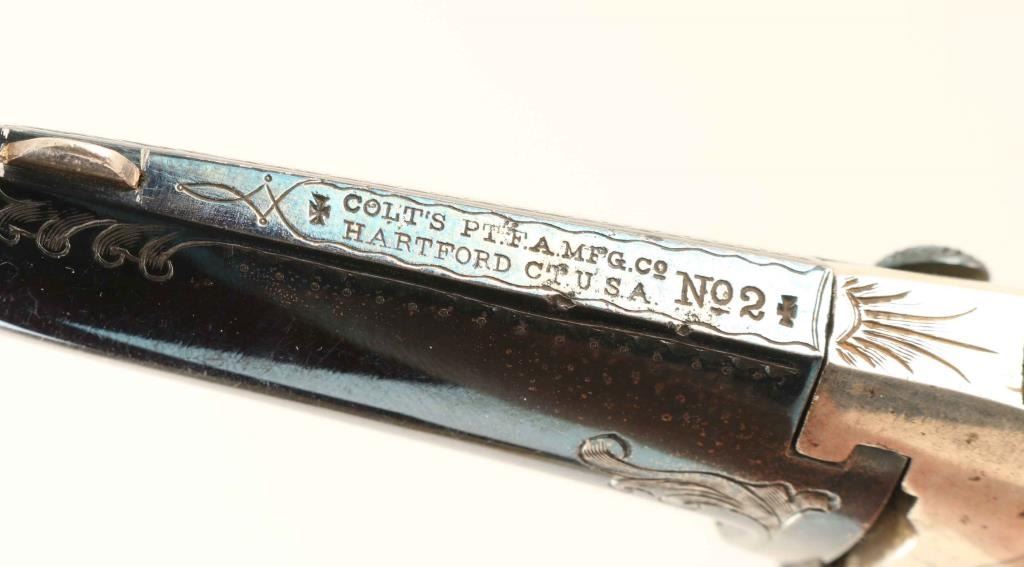 COLT'S PT.F.A.MFG.Co
HARTFORD CT.U.S.A. No2